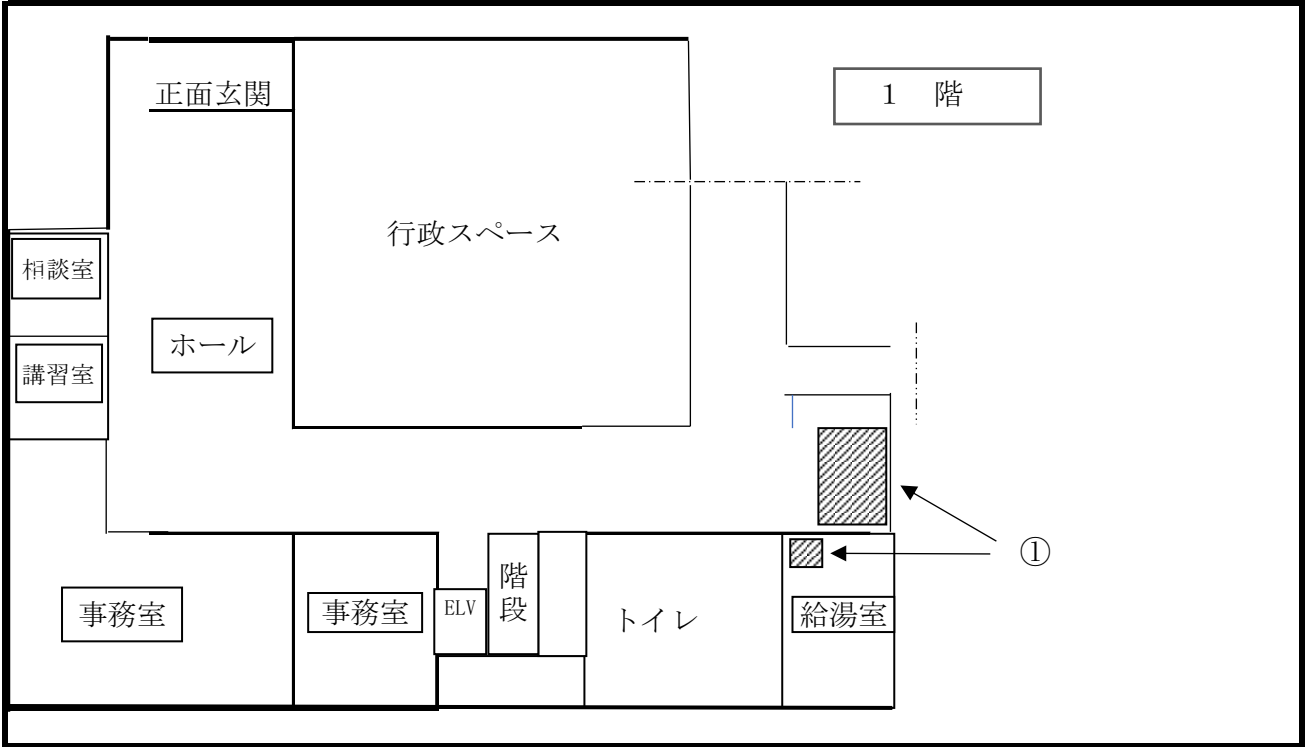 正面玄関
１　階
行政スペース
相談室
ホール
講習室
①
階段
事務室
事務室
ELV
トイレ
給湯室